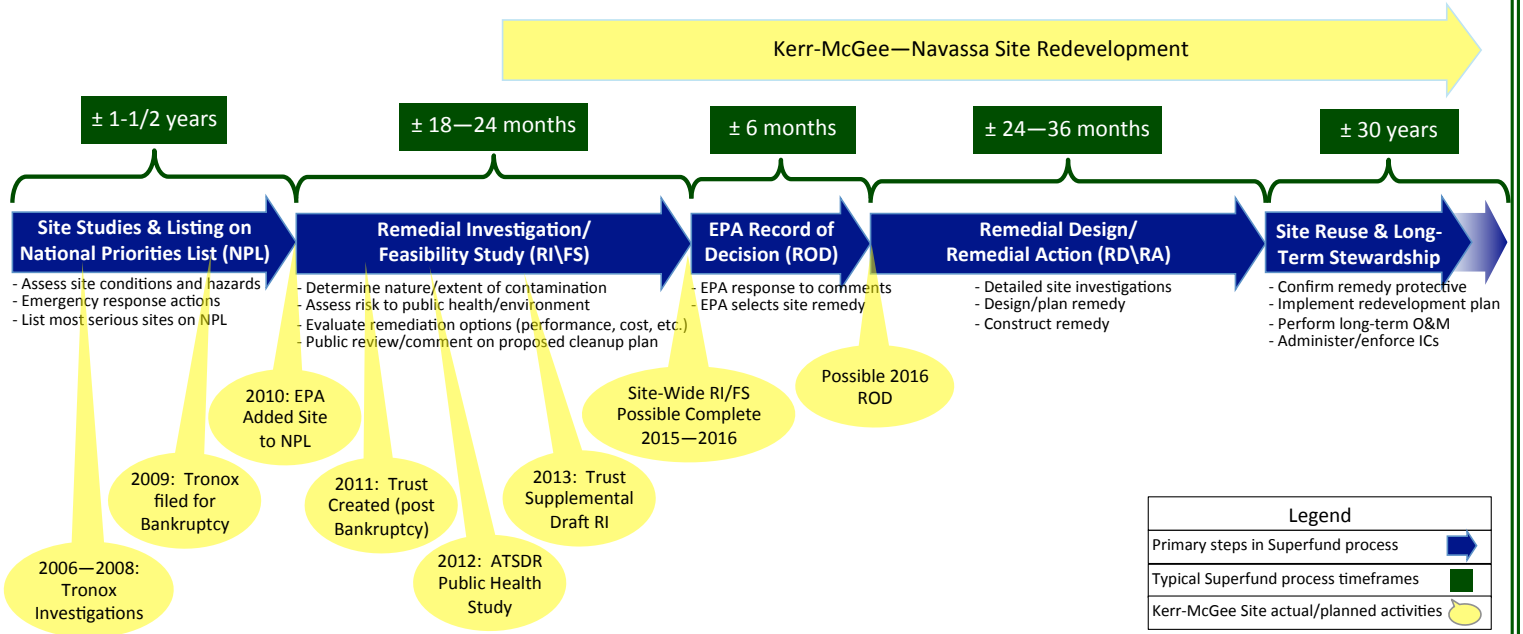 Kerr-McGee—Navassa Site Redevelopment
± 1-1/2 years
± 18—24 months
± 6 months
± 24—36 months
± 30 years
Site Studies & Listing on
National Priorities List (NPL)
- Assess site conditions and hazards
- Emergency response actions
- List most serious sites on NPL
Remedial Investigation/
Feasibility Study (RI\FS)
- Determine nature/extent of contamination
- Assess risk to public health/environment
- Evaluate remediation options (performance, cost, etc.)
- Public review/comment on proposed cleanup plan
EPA Record of
Decision (ROD)
- EPA response to comments
- EPA selects site remedy
Remedial Design/
Remedial Action (RD\RA)
- Detailed site investigations
- Design/plan remedy
- Construct remedy
Site Reuse & Long-
Term Stewardship
- Confirm remedy protective
- Implement redevelopment plan
- Perform long-term O&M
- Administer/enforce ICs
2006—2008:
Tronox
Investigations
2009: Tronox
filed for
Bankruptcy
2010: EPA
Added Site
to NPL
2011: Trust
Created (post
Bankruptcy)
2012: ATSDR
Public Health
Study
2013: Trust
Supplemental
Draft RI
Site-Wide RI/FS
Possible Complete
2015—2016
Possible 2016
ROD
Legend
Primary steps in Superfund process
Typical Superfund process timeframes
Kerr-McGee Site actual/planned activities